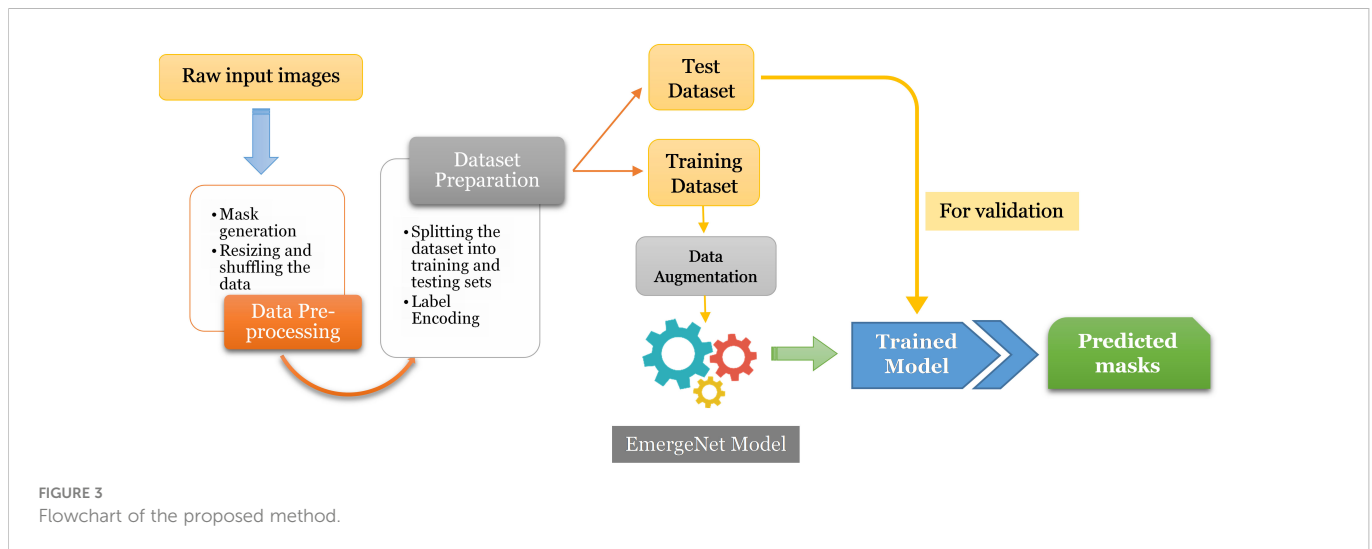 Raw input images
• Mask
generation
• Resizing and
shuffling the
data
Data Pre-
processing
Dataset
Preparation
• Splitting the
dataset into
training and
testing sets
• Label
Encoding
Test
Dataset
Training
Dataset
Data
Augmentation
EmergeNet Model
For validation
Trained
Model
Predicted
masks
FIGURE 3
Flowchart of the proposed method.